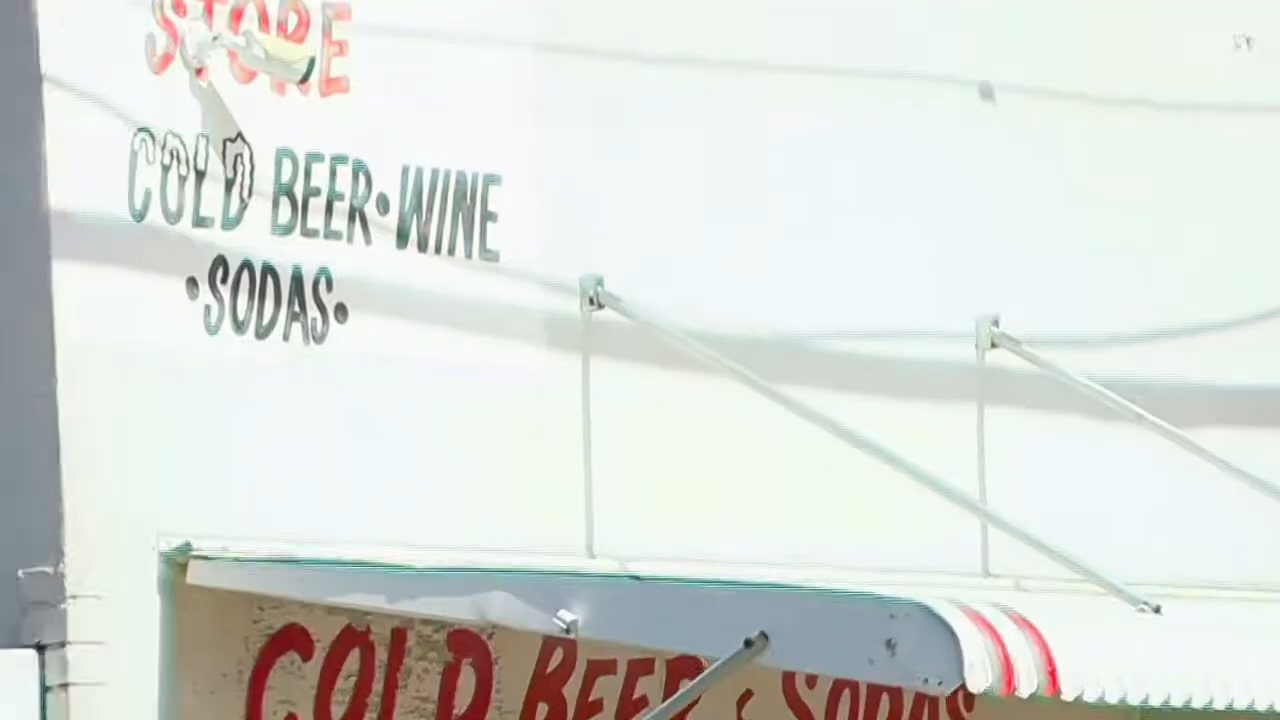 STORE
COLD BEER•WINE
•SODAS•
COLD BEER • SODAS